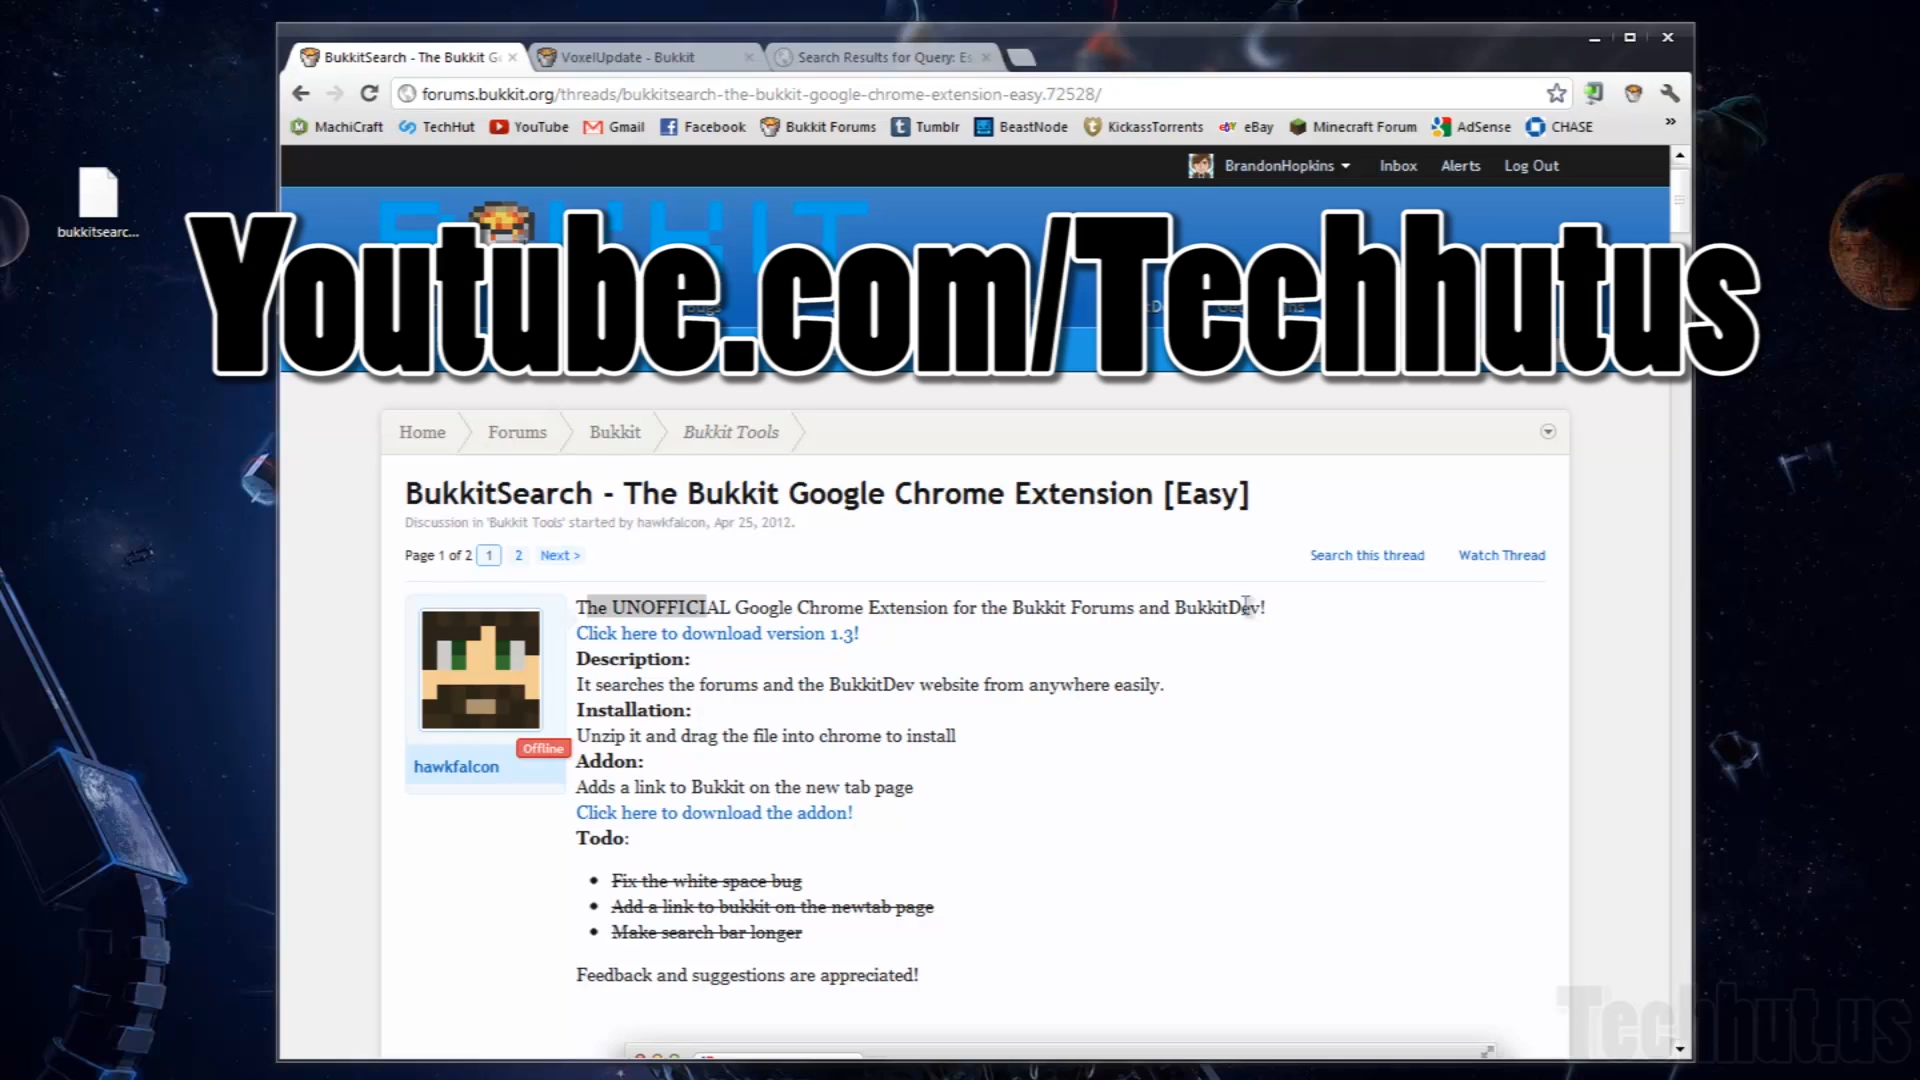 BukkitSearch - The Bukkit G
VoxelUpdate - Bukkit
Search Results for Query: Es
forums.bukkit.org/threads/bukkitsearch-the-bukkit-google-chrome-extension-easy.72528/
MachiCraft TechHut YouTube Gmail Facebook Bukkit Forums Tumblr BeastNode KickassTorrents eBay Minecraft Forum AdSense CHASE »
BrandonHopkins Inbox Alerts Log Out
bukkitsearc...
BUKKIT
Youtube.com/Techhutus
Home Forums Bukkit Bukkit Tools
BukkitSearch - The Bukkit Google Chrome Extension [Easy]
Discussion in 'Bukkit Tools' started by hawkfalcon, Apr 25, 2012.
Page 1 of 2 1 2 Next > Search this thread Watch Thread
The UNOFFICIAL Google Chrome Extension for the Bukkit Forums and BukkitDev!
Click here to download version 1.3!
Description:
It searches the forums and the BukkitDev website from anywhere easily.
Installation:
Unzip it and drag the file into chrome to install
Offline
hawkfalcon
Addon:
Adds a link to Bukkit on the new tab page
Click here to download the addon!
Todo:
• Fix the white space bug
• Add a link to bukkit on the newtab page
• Make search bar longer
Feedback and suggestions are appreciated!
Techhut.us